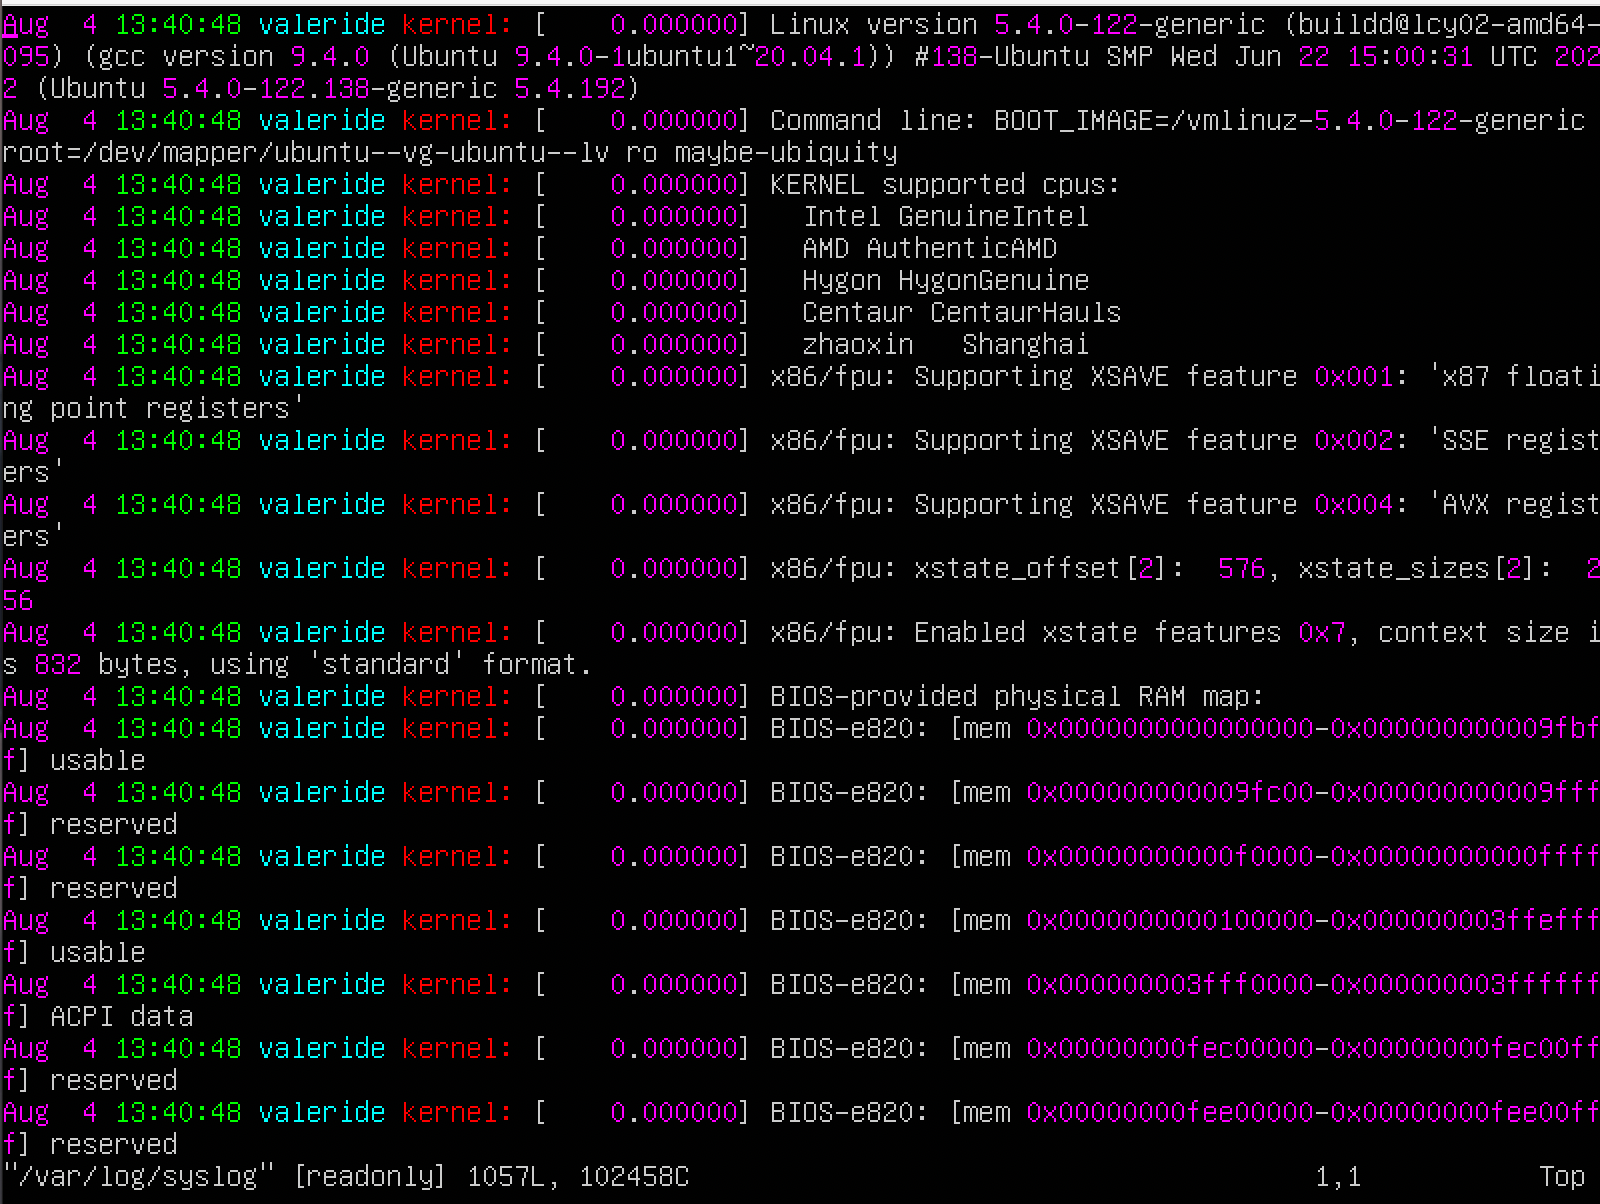 Aug  4 13:40:48 valeride kernel: [    0.000000] Linux version 5.4.0-122-generic (buildd@lcy02-amd64-
095) (gcc version 9.4.0 (Ubuntu 9.4.0-1ubuntu1~20.04.1)) #138-Ubuntu SMP Wed Jun 22 15:00:31 UTC 202
2 (Ubuntu 5.4.0-122.138-generic 5.4.192)
Aug  4 13:40:48 valeride kernel: [    0.000000] Command line: BOOT_IMAGE=/vmlinuz-5.4.0-122-generic
root=/dev/mapper/ubuntu--vg-ubuntu--lv ro maybe-ubiquity
Aug  4 13:40:48 valeride kernel: [    0.000000] KERNEL supported cpus:
Aug  4 13:40:48 valeride kernel: [    0.000000]   Intel GenuineIntel
Aug  4 13:40:48 valeride kernel: [    0.000000]   AMD AuthenticAMD
Aug  4 13:40:48 valeride kernel: [    0.000000]   Hygon HygonGenuine
Aug  4 13:40:48 valeride kernel: [    0.000000]   Centaur CentaurHauls
Aug  4 13:40:48 valeride kernel: [    0.000000]   zhaoxin   Shanghai
Aug  4 13:40:48 valeride kernel: [    0.000000] x86/fpu: Supporting XSAVE feature 0x001: 'x87 floati
ng point registers'
Aug  4 13:40:48 valeride kernel: [    0.000000] x86/fpu: Supporting XSAVE feature 0x002: 'SSE regist
ers'
Aug  4 13:40:48 valeride kernel: [    0.000000] x86/fpu: Supporting XSAVE feature 0x004: 'AVX regist
ers'
Aug  4 13:40:48 valeride kernel: [    0.000000] x86/fpu: xstate_offset[2]:  576, xstate_sizes[2]:  2
56
Aug  4 13:40:48 valeride kernel: [    0.000000] x86/fpu: Enabled xstate features 0x7, context size i
s 832 bytes, using 'standard' format.
Aug  4 13:40:48 valeride kernel: [    0.000000] BIOS-provided physical RAM map:
Aug  4 13:40:48 valeride kernel: [    0.000000] BIOS-e820: [mem 0x0000000000000000-0x000000000009fbf
f] usable
Aug  4 13:40:48 valeride kernel: [    0.000000] BIOS-e820: [mem 0x000000000009fc00-0x000000000009fff
f] reserved
Aug  4 13:40:48 valeride kernel: [    0.000000] BIOS-e820: [mem 0x00000000000f0000-0x00000000000ffff
f] reserved
Aug  4 13:40:48 valeride kernel: [    0.000000] BIOS-e820: [mem 0x0000000000100000-0x000000003ffefff
f] usable
Aug  4 13:40:48 valeride kernel: [    0.000000] BIOS-e820: [mem 0x000000003fff0000-0x000000003ffffff
f] ACPI data
Aug  4 13:40:48 valeride kernel: [    0.000000] BIOS-e820: [mem 0x00000000fec00000-0x00000000fec00ff
f] reserved
Aug  4 13:40:48 valeride kernel: [    0.000000] BIOS-e820: [mem 0x00000000fee00000-0x00000000fee00ff
f] reserved
"/var/log/syslog" [readonly] 1057L, 102458C                                       1,1           Top